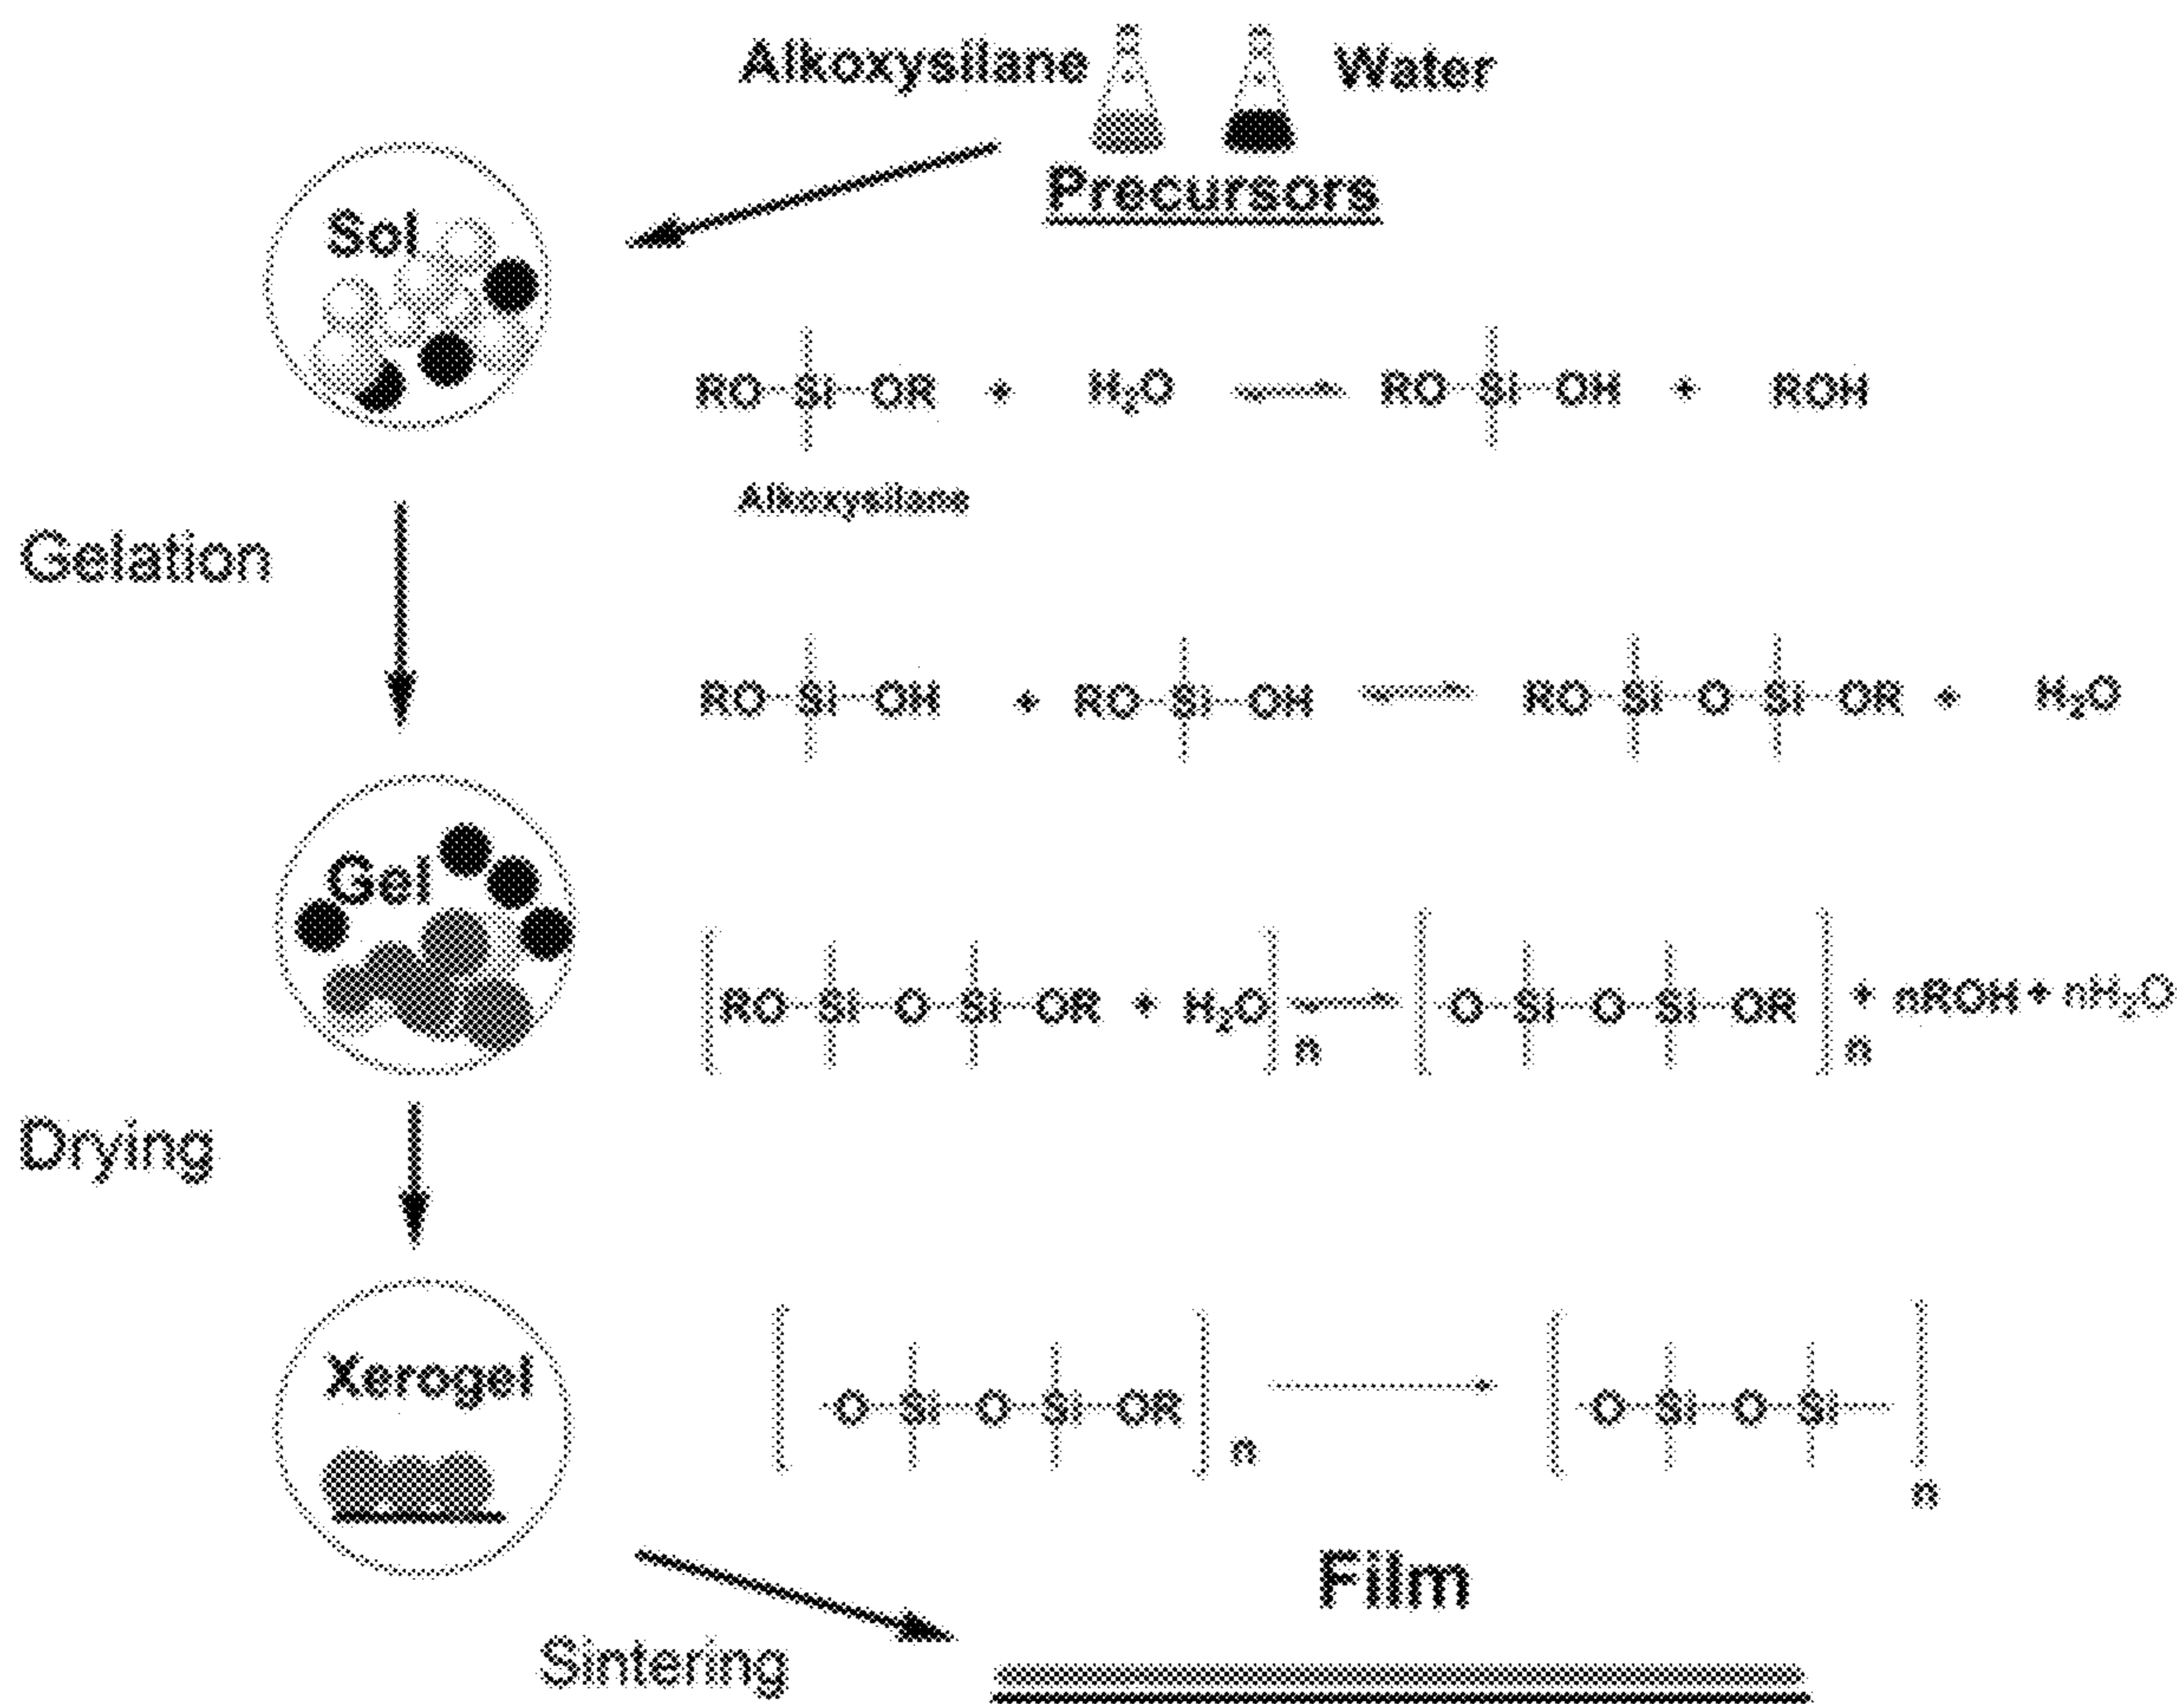 Alkoxysilane Water
Precursors
Sol
RO-Si-OR + H₂O ⇌ RO-Si-OH + ROH
Alkoxysilane
Gelation
RO-Si-OH + RO-Si-OH ⇌ RO-Si-O-Si-OR + H₂O
Gel
[RO-Si-O-Si-OR + H₂O]n ⇌ [-O-Si-O-Si-OR]n + nROH + nH₂O
Drying
Xerogel
[-O-Si-O-Si-OR]n → [-O-Si-O-Si-]n
Film
Sintering